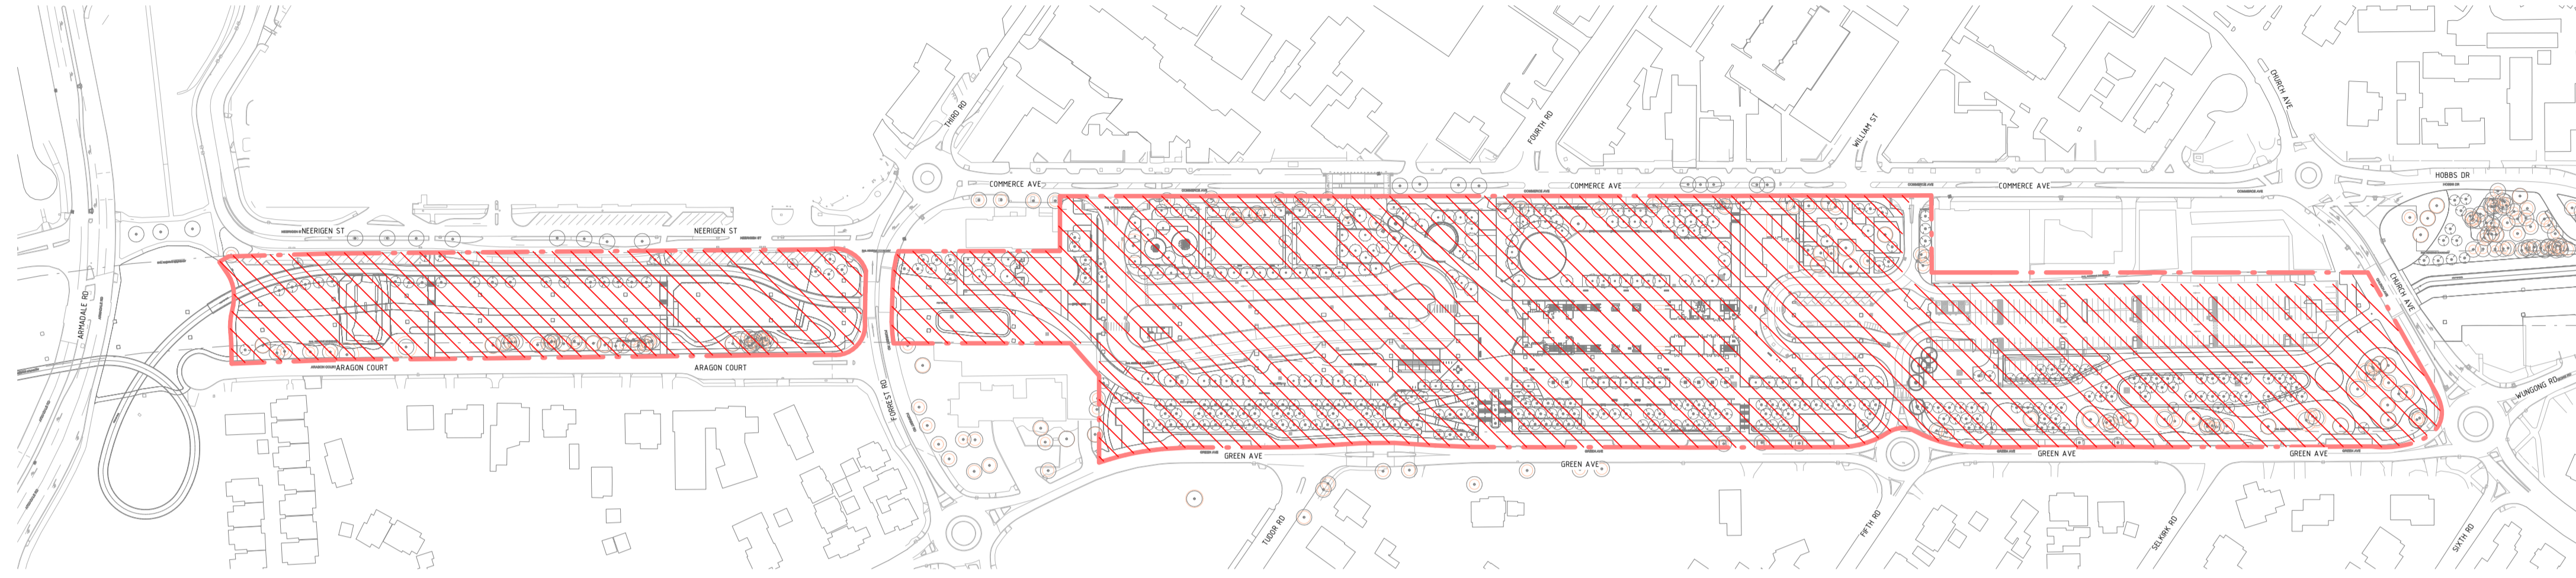 THIRD RD
FOURTH RD
WILLIAM ST
CHURCH AVE
COMMERCE AVE
COMMERCE AVE
COMMERCE AVE
HOBBS DR
NEERIGEN ST
NEERIGEN ST
ARMADALE RD
CHURCH AVE
ARAGON COURT
ARAGON COURT
FORREST RD
WUNGONG RD
GREEN AVE
GREEN AVE
GREEN AVE
GREEN AVE
TUDOR RD
FIFTH RD
SELKIRK RD
SIXTH RD